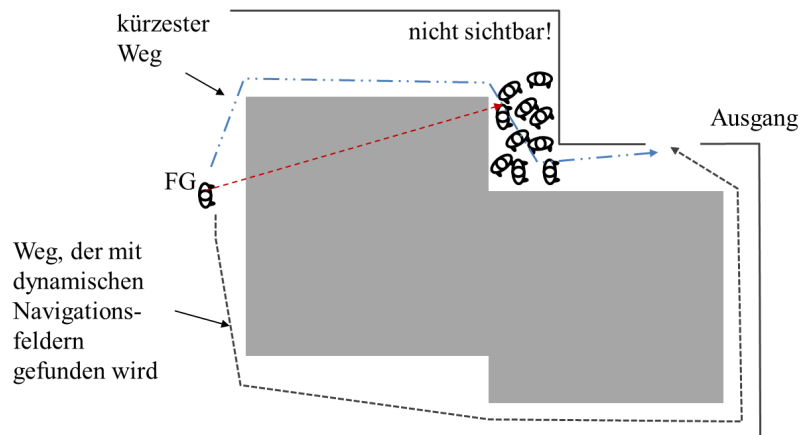 kürzester
Weg
nicht sichtbar!
Ausgang
FG
Weg, der mit
dynamischen
Navigations-
feldern
gefunden wird